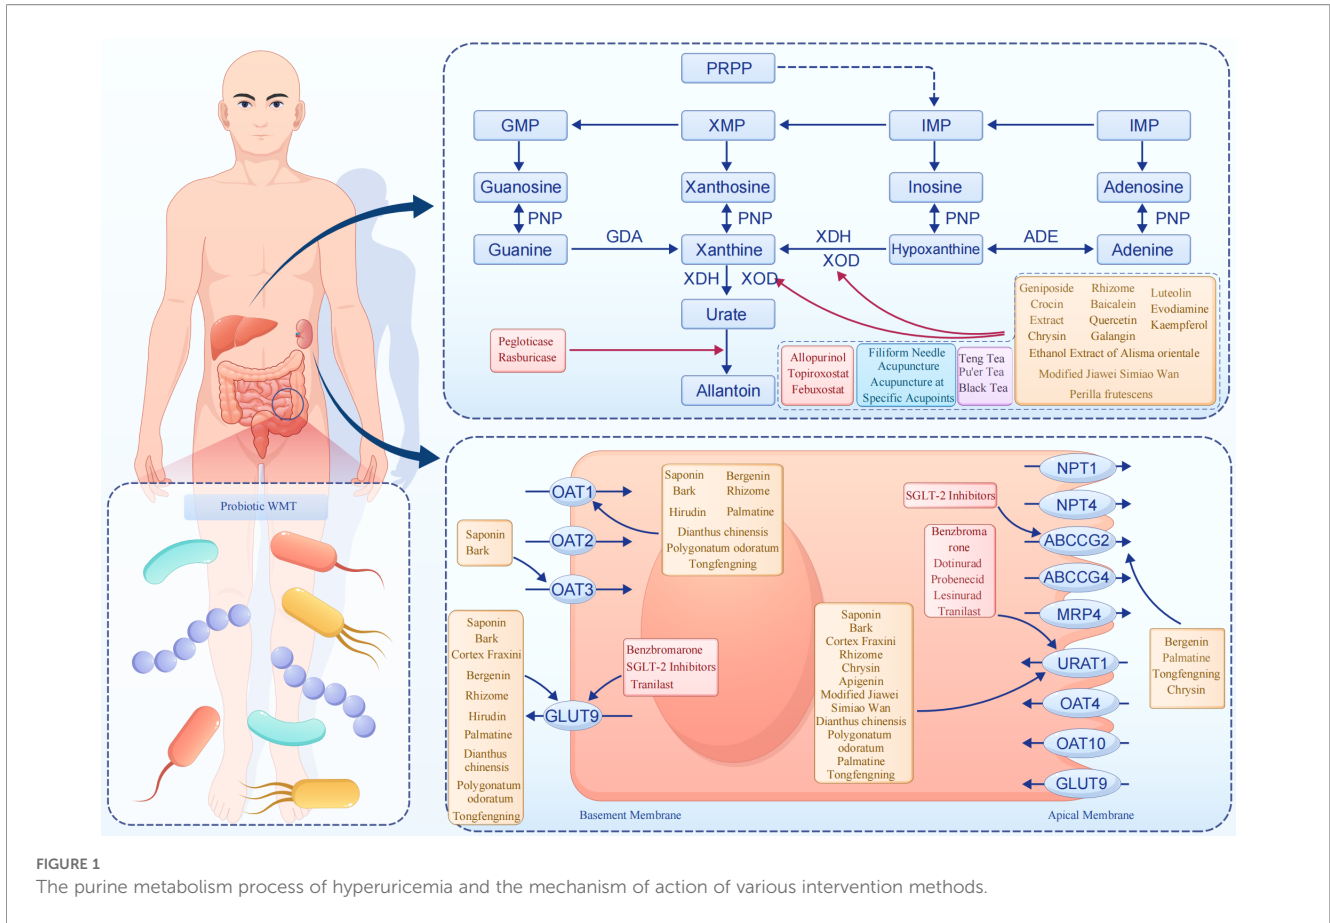 PRPP
GMP
XMP
IMP
IMP
Guanosine
Xanthosine
Inosine
Adenosine
PNP
PNP
PNP
PNP
Guanine
GDA
Xanthine
XDH
XOD
Hypoxanthine
ADE
Adenine
XDH
XOD
Urate
Pegloticase
Rasburicase
Allantoin
Allopurinol
Topiroxostat
Febuxostat
Filiform Needle
Acupuncture
Acupuncture at
Specific Acupoints
Teng Tea
Pu'er Tea
Black Tea
Geniposide
Crocin
Extract
Chrysin
Rhizome
Baicalein
Quercetin
Galangin
Luteolin
Evodiamine
Kaempferol
Ethanol Extract of Alisma orientale
Modified Jiawei Simiao Wan
Perilla frutescens
Probiotic WMT
OAT1
OAT2
OAT3
GLUT9
Saponin
Bark
Saponin
Bark
Hirudin
Bergenin
Rhizome
Palmatine
Dianthus chinensis
Polygonatum odoratum
Tongfengning
Saponin
Bark
Cortex Fraxini
Bergenin
Rhizome
Hirudin
Palmatine
Dianthus
chinensis
Polygonatum
odoratum
Tongfengning
Benzbromarone
SGLT-2 Inhibitors
Tranilast
Saponin
Bark
Cortex Fraxini
Rhizome
Chrysin
Apigenin
Modified Jiawei
Simiao Wan
Dianthus chinensis
Polygonatum
odoratum
Palmatine
Tongfengning
SGLT-2 Inhibitors
Benzbroma
rone
Dotinurad
Probenecid
Lesinurad
Tranilast
NPT1
NPT4
ABCCG2
ABCCG4
MRP4
URAT1
OAT4
OAT10
GLUT9
Bergenin
Palmatine
Tongfengning
Chrysin
Basement Membrane
Apical Membrane
FIGURE 1
The purine metabolism process of hyperuricemia and the mechanism of action of various intervention methods.